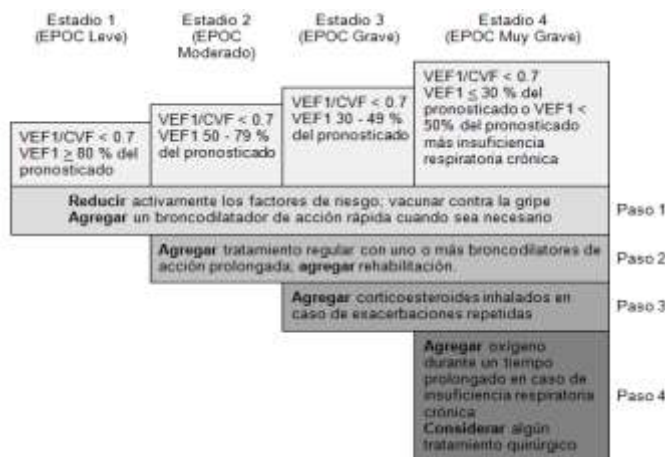 Estadio 1
(EPOC Leve)
Estadio 2
(EPOC
Moderado)
Estadio 3
(EPOC Grave)
Estadio 4
(EPOC Muy Grave)
VEF1/CVF < 0.7
VEF1 ≥ 80 % del
pronosticado
VEF1/CVF < 0.7
VEF1 50 - 79 %
del pronosticado
VEF1/CVF < 0.7
VEF1 30 - 49 %
del pronosticado
VEF1/CVF < 0.7
VEF1 ≤ 30 % del
pronosticado o VEF1 <
50% del pronosticado
más insuficiencia
respiratoria crónica
Reducir activamente los factores de riesgo; vacunar contra la gripe
Agregar un broncodilatador de acción rápida cuando sea necesario
Paso 1
Agregar tratamiento regular con uno o más broncodilatores de
acción prolongada; agregar rehabilitación.
Paso 2
Agregar corticoesteroides inhalados en
caso de exacerbaciones repetidas
Paso 3
Agregar oxígeno
durante un tiempo
prolongado en caso de
insuficiencia respiratoria
crónica
Considerar algún
tratamiento quirúrgico
Paso 4